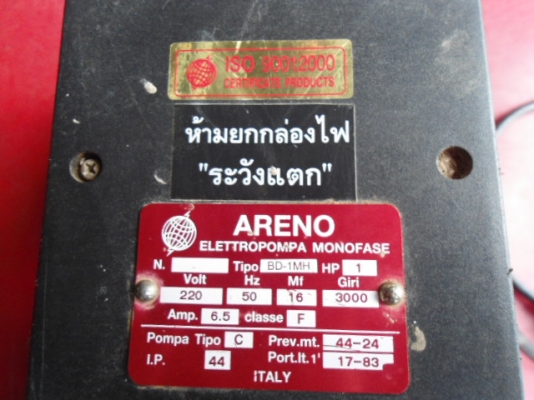 ISO 9001:2000
CERTIFICATE PRODUCTS
ห้ามยกกล่องไฟ
"ระวังแตก"
ARENO
ELETTROPOMPA MONOFASE
N. Tipo BD-1MH HP 1
Volt Hz Mf Giri
220 50 16 3000
Amp. 6.5 classe F
Pompa Tipo C Prev.mt. 44-24
I.P. 44 Port.lt.1' 17-83
ITALY